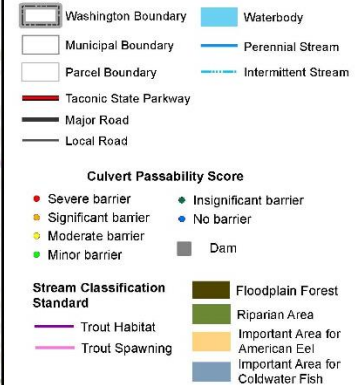 Washington Boundary
Municipal Boundary
Parcel Boundary
Taconic State Parkway
Major Road
Local Road
Waterbody
Perennial Stream
Intermittent Stream
Culvert Passability Score
Severe barrier
Significant barrier
Moderate barrier
Minor barrier
Insignificant barrier
No barrier
Dam
Stream Classification
Standard
Trout Habitat
Trout Spawning
Floodplain Forest
Riparian Area
Important Area for
American Eel
Important Area for
Coldwater Fish